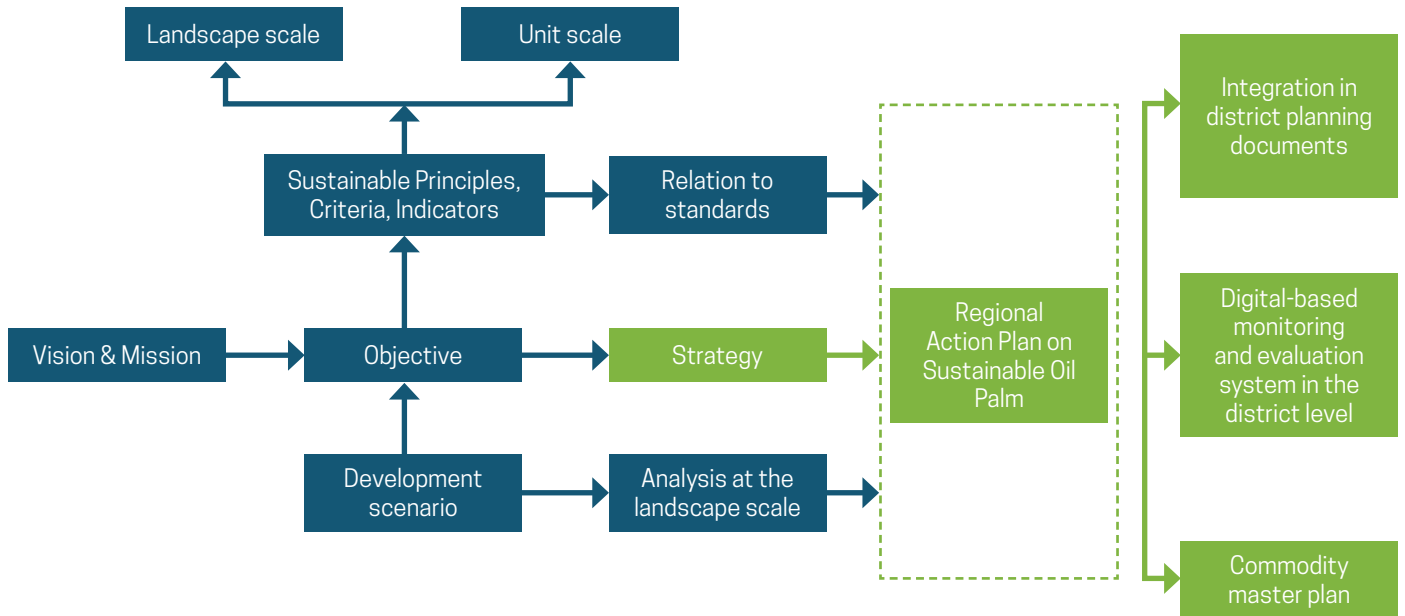 Landscape scale
Unit scale
Integration in
district planning
documents
Sustainable Principles,
Criteria, Indicators
Relation to
standards
Vision & Mission
Objective
Strategy
Regional
Action Plan on
Sustainable Oil
Palm
Digital-based
monitoring
and evaluation
system in the
district level
Development
scenario
Analysis at the
landscape scale
Commodity
master plan